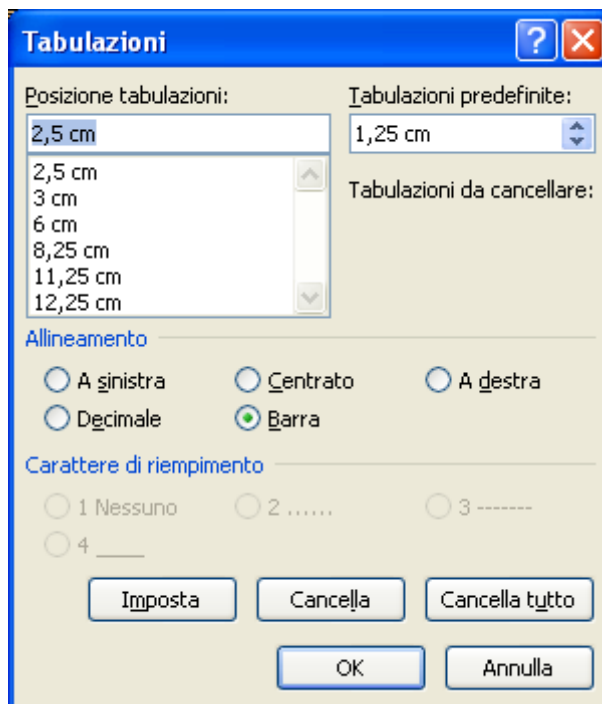 Tabulazioni
Posizione tabulazioni:
Tabulazioni predefinite:
2,5 cm
1,25 cm
2,5 cm
3 cm
6 cm
8,25 cm
11,25 cm
12,25 cm
Tabulazioni da cancellare:
Allineamento
A sinistra
Centrato
A destra
Decimale
Barra
Carattere di riempimento
1 Nessuno
2 ......
3 -------
4 ____
Imposta
Cancella
Cancella tutto
OK
Annulla